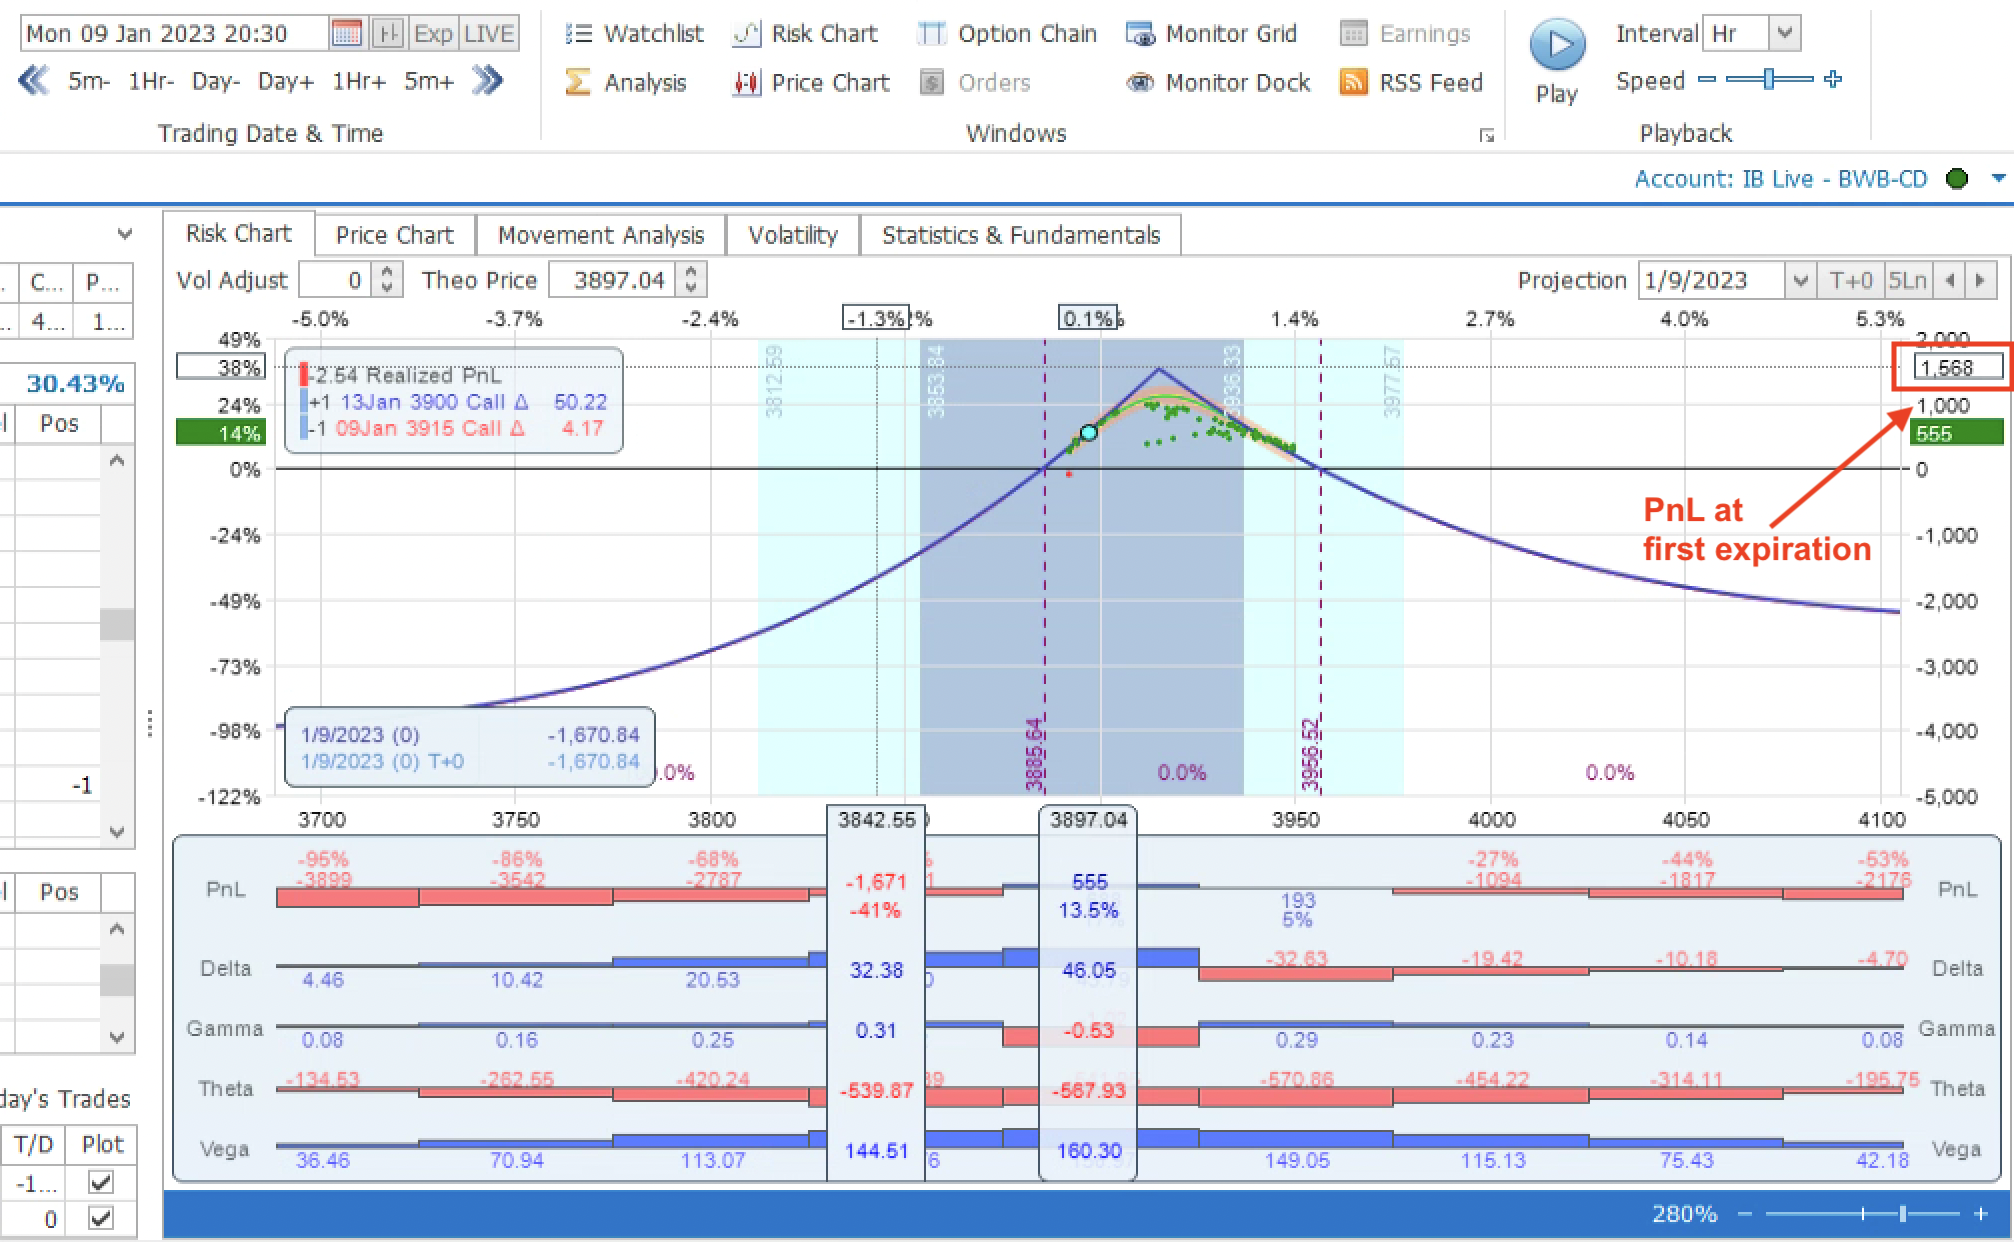 Mon 09 Jan 2023 20:30 Exp LIVE
5m- 1Hr- Day- Day+ 1Hr+ 5m+
Trading Date & Time
Watchlist Risk Chart Option Chain Monitor Grid Earnings
Analysis Price Chart Orders Monitor Dock RSS Feed
Windows
Play
Interval Hr
Speed
Playback
Account: IB Live - BWB-CD
C... P...
4... 1...
30.43%
Pos
-1
Pos
day's Trades
T/D Plot
-1...
0
Risk Chart Price Chart Movement Analysis Volatility Statistics & Fundamentals
Vol Adjust 0 Theo Price 3897.04 Projection 1/9/2023 T+0 5Ln
-5.0% -3.7% -2.4% -1.3% 0.1% 1.4% 2.7% 4.0% 5.3%
49% 2,000
38% 1,568
24% 1,000
14% 555
0% 0
-24% -1,000
-49% -2,000
-73% -3,000
-98% -4,000
-122% -5,000
-2.54 Realized PnL
+1 13Jan 3900 Call Δ 50.22
-1 09Jan 3915 Call Δ 4.17
3812.59
3853.84
3936.33
3977.57
PnL at
first expiration
3885.64
3956.52
1/9/2023 (0) -1,670.84
1/9/2023 (0) T+0 -1,670.84
0.0% 0.0%
3700 3750 3800 3842.55 3897.04 3950 4000 4050 4100
-95% -86% -68% -27% -44% -53%
PnL -3899 -3542 -2787 -1,671 555 193 -1094 -1817 -2176 PnL
-41% 13.5% 5%
Delta 4.46 10.42 20.53 32.38 46.05 -32.63 -19.42 -10.18 -4.70 Delta
Gamma 0.08 0.16 0.25 0.31 -0.53 0.29 0.23 0.14 0.08 Gamma
Theta -134.53 -262.55 -420.24 -539.87 -567.93 -570.86 -454.22 -314.11 -195.75 Theta
Vega 36.46 70.94 113.07 144.51 160.30 149.05 115.13 75.43 42.18 Vega
280%